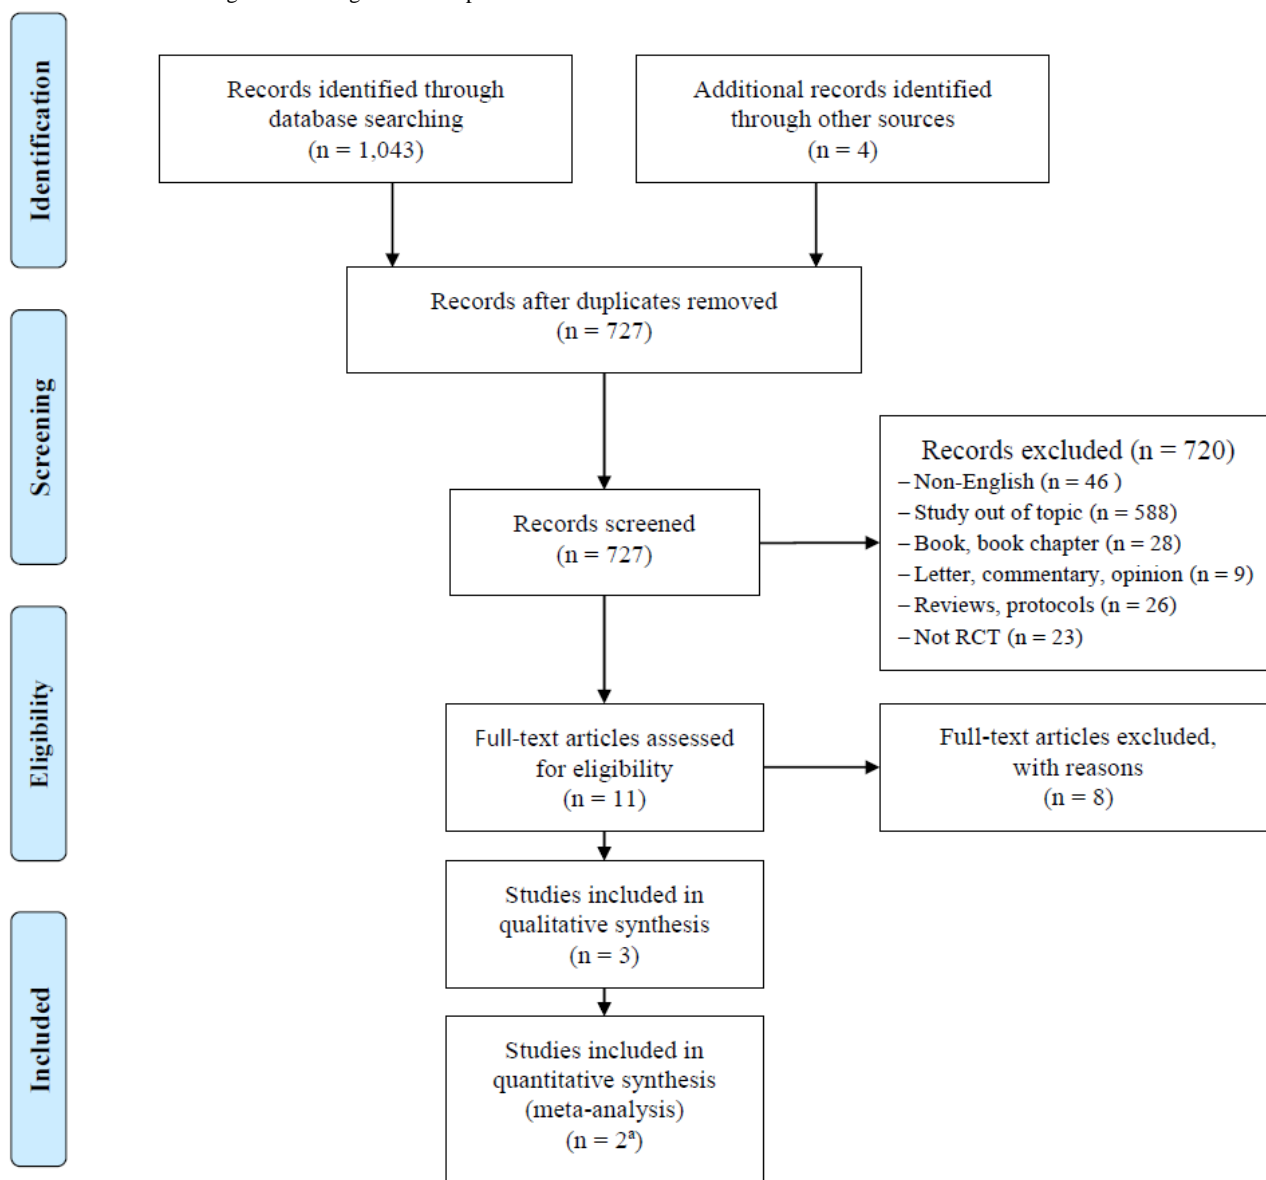 Identification
Records identified through
database searching
(n = 1,043)
Additional records identified
through other sources
(n = 4)
Records after duplicates removed
(n = 727)
Screening
Records screened
(n = 727)
Records excluded (n = 720)
– Non-English (n = 46 )
– Study out of topic (n = 588)
– Book, book chapter (n = 28)
– Letter, commentary, opinion (n = 9)
– Reviews, protocols (n = 26)
– Not RCT (n = 23)
Eligibility
Full-text articles assessed
for eligibility
(n = 11)
Full-text articles excluded,
with reasons
(n = 8)
Studies included in
qualitative synthesis
(n = 3)
Included
Studies included in
quantitative synthesis
(meta-analysis)
(n = 2ª)